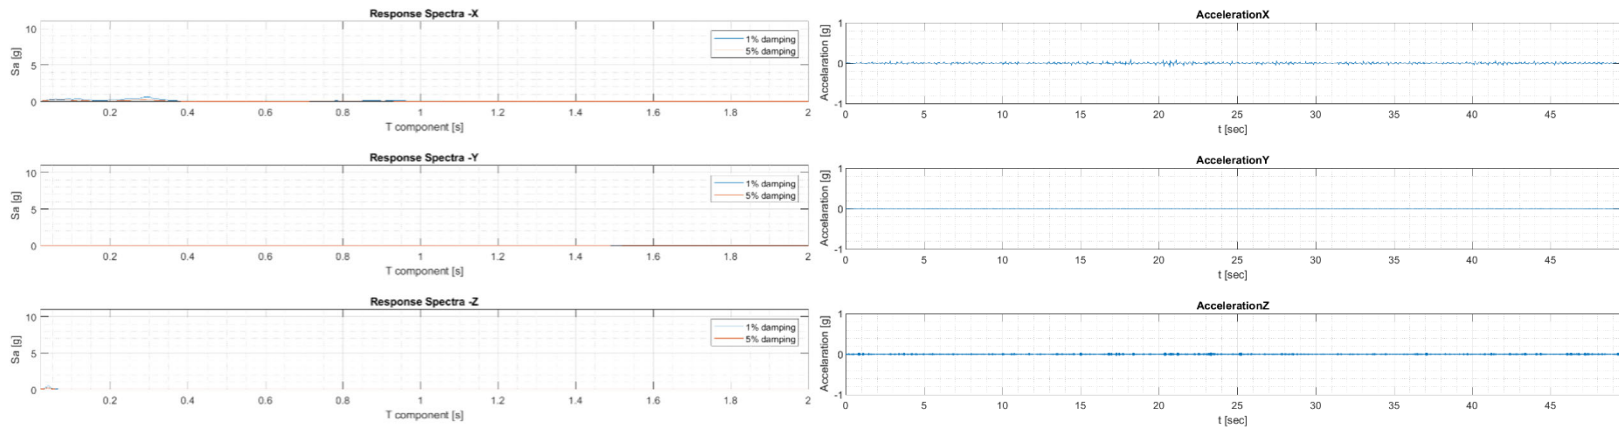 Response Spectra -X
10
5
0
Sa [g]
1% damping
5% damping
0.2 0.4 0.6 0.8 1 1.2 1.4 1.6 1.8 2
T component [s]
AccelerationX
1
0
-1
Accelaration [g]
0 5 10 15 20 25 30 35 40 45
t [sec]
Response Spectra -Y
10
5
0
Sa [g]
1% damping
5% damping
0.2 0.4 0.6 0.8 1 1.2 1.4 1.6 1.8 2
T component [s]
AccelerationY
1
0
-1
Accelaration [g]
0 5 10 15 20 25 30 35 40 45
t [sec]
Response Spectra -Z
10
5
0
Sa [g]
1% damping
5% damping
0.2 0.4 0.6 0.8 1 1.2 1.4 1.6 1.8 2
T component [s]
AccelerationZ
1
0
-1
Accelaration [g]
0 5 10 15 20 25 30 35 40 45
t [sec]